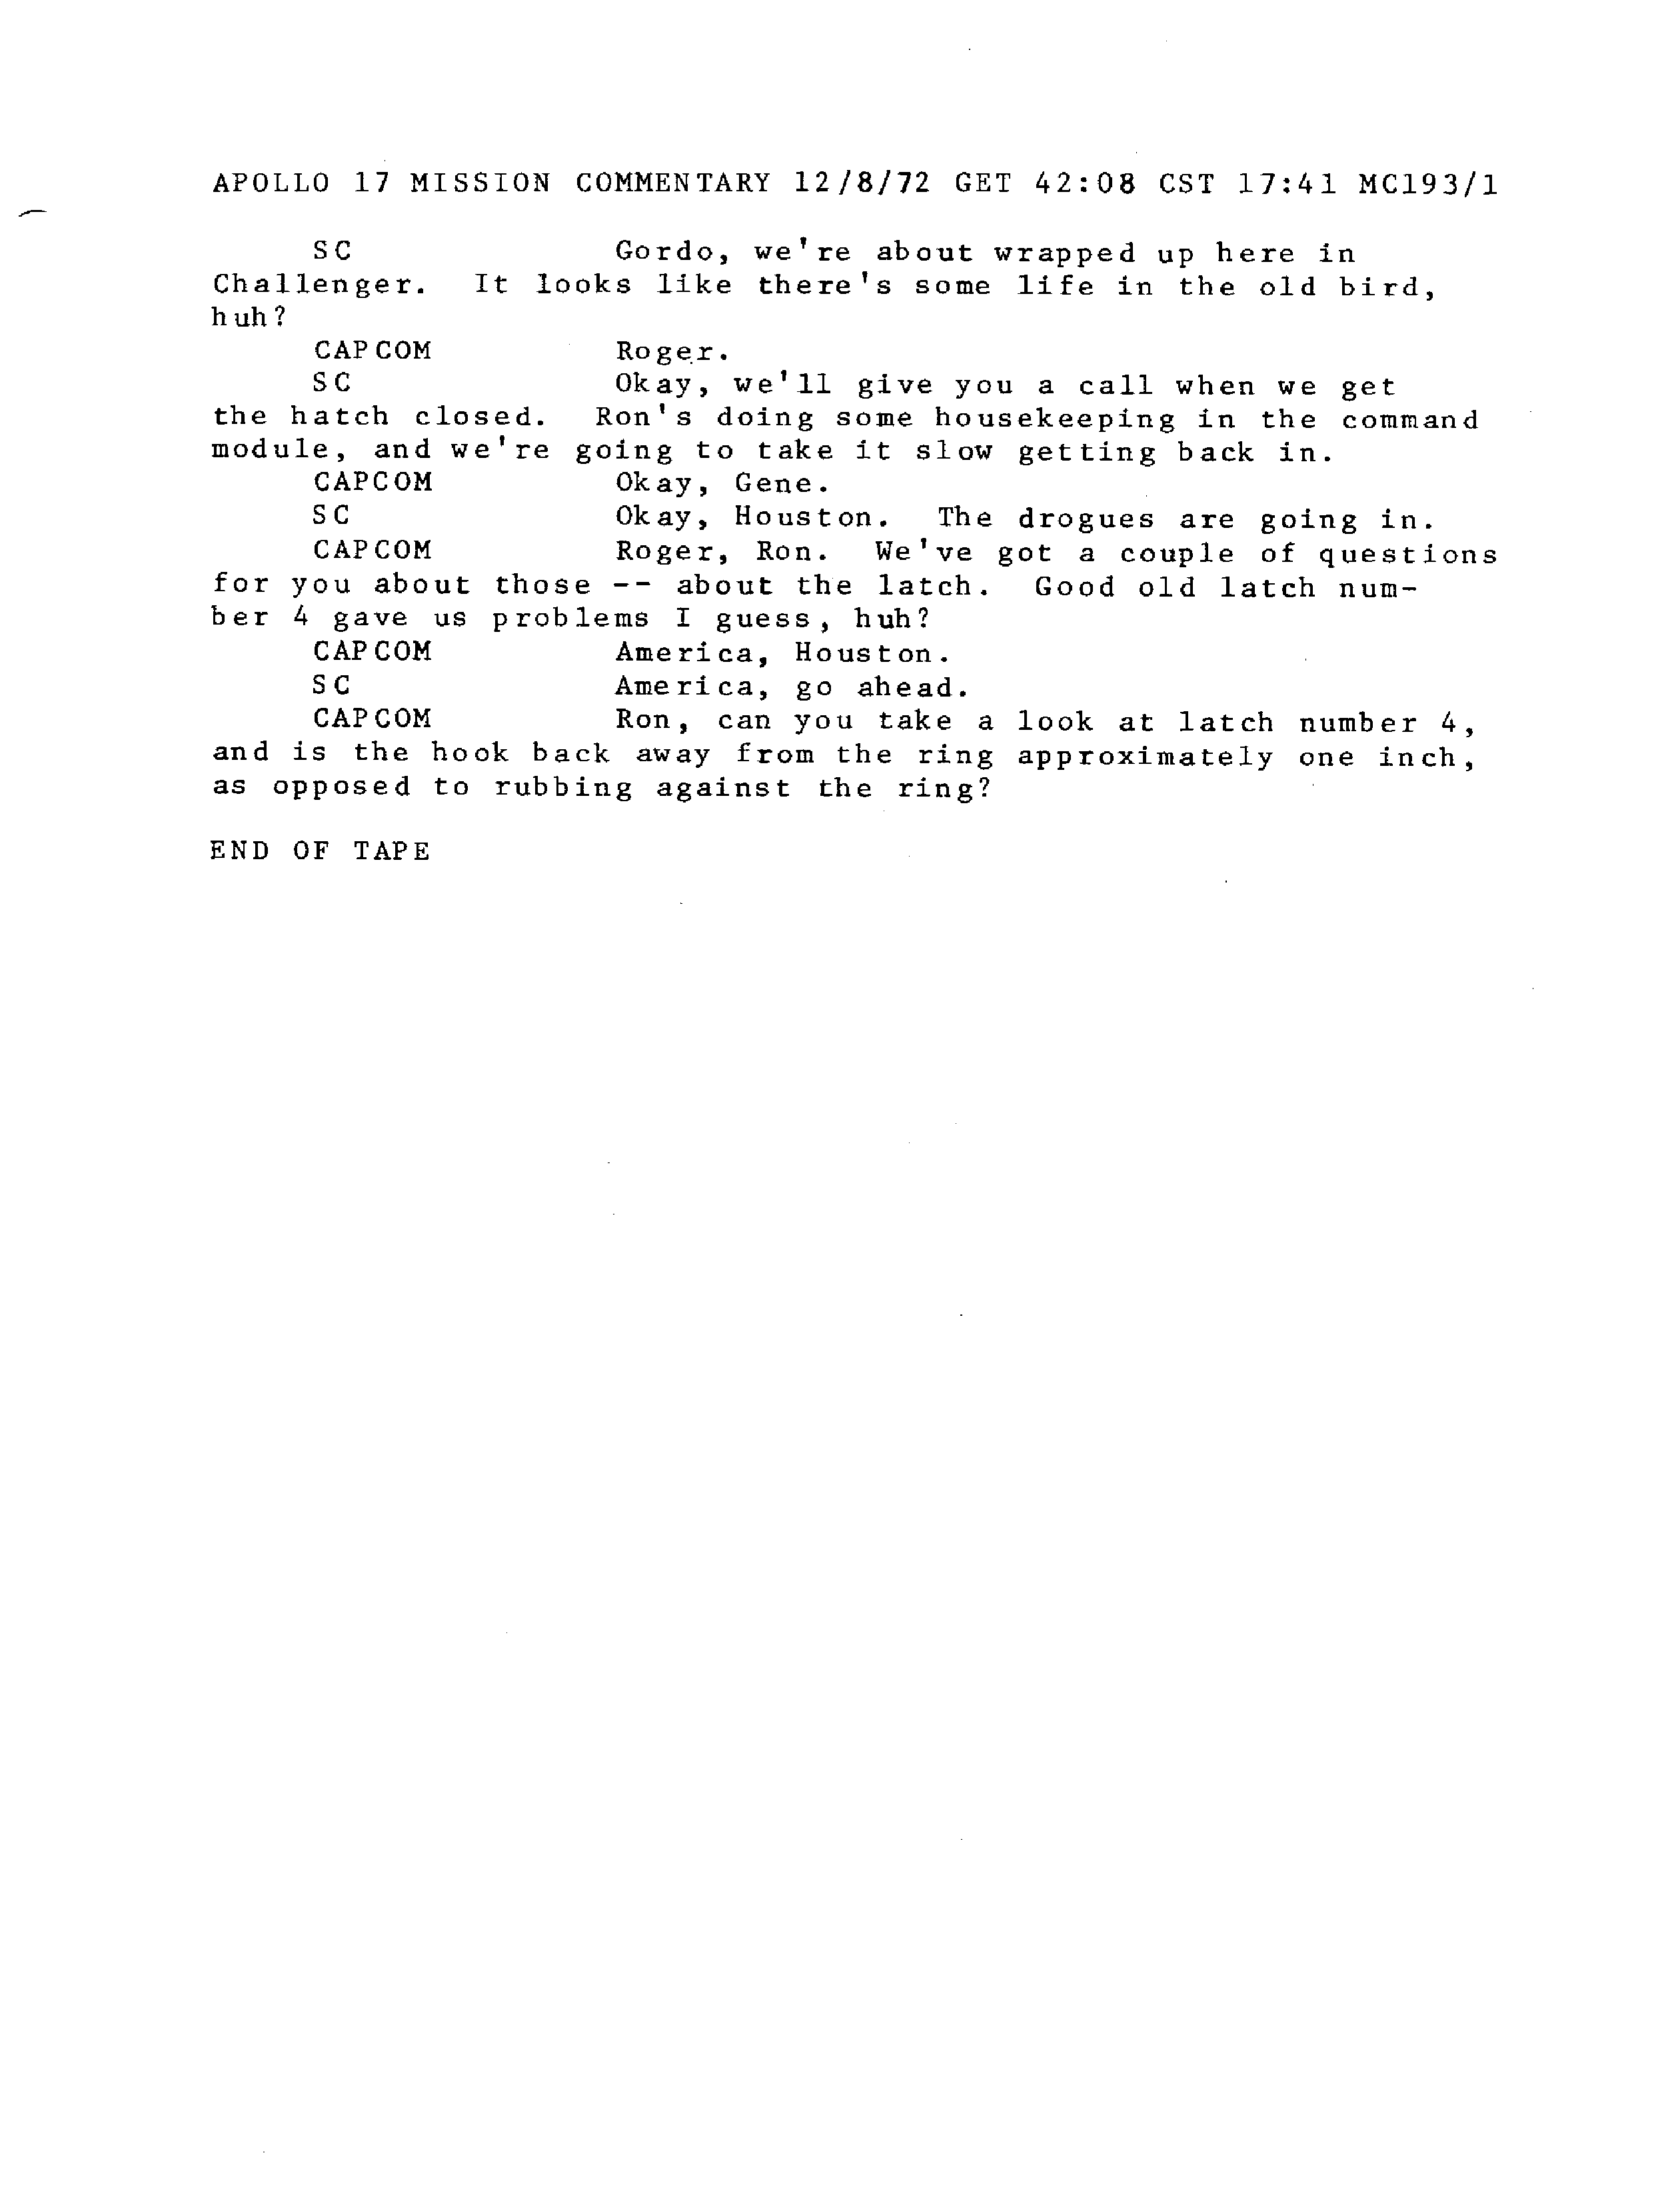 APOLLO 17 MISSION COMMENTARY 12/8/72 GET 42:08 CST 17:41 MC193/1
SC Gordo, we're about wrapped up here in
Challenger. It looks like there's some life in the old bird,
huh?
CAPCOM Roger.
SC Okay, we'll give you a call when we get
the hatch closed. Ron's doing some housekeeping in the command
module, and we're going to take it slow getting back in.
CAPCOM Okay, Gene.
SC Okay, Houston. The drogues are going in.
CAPCOM Roger, Ron. We've got a couple of questions
for you about those -- about the latch. Good old latch num-
ber 4 gave us problems I guess, huh?
CAPCOM America, Houston.
SC America, go ahead.
CAPCOM Ron, can you take a look at latch number 4,
and is the hook back away from the ring approximately one inch,
as opposed to rubbing against the ring?
END OF TAPE